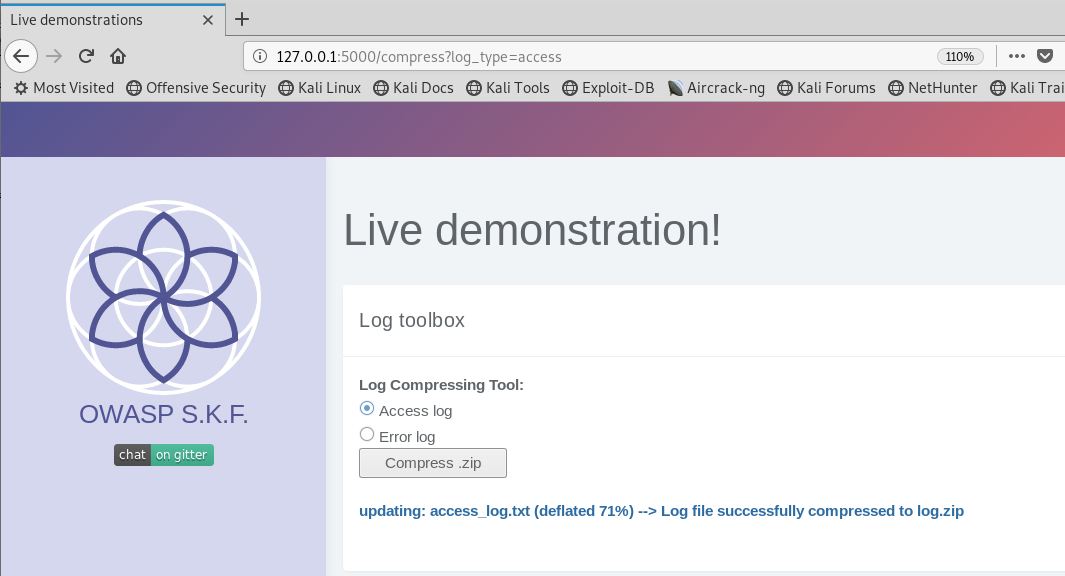 Live demonstrations
127.0.0.1:5000/compress?log_type=access
110%
Most Visited Offensive Security Kali Linux Kali Docs Kali Tools Exploit-DB Aircrack-ng Kali Forums NetHunter Kali Trai
Live demonstration!
Log toolbox
Log Compressing Tool:
Access log
Error log
Compress .zip
updating: access_log.txt (deflated 71%) --> Log file successfully compressed to log.zip
OWASP S.K.F.
chat on gitter